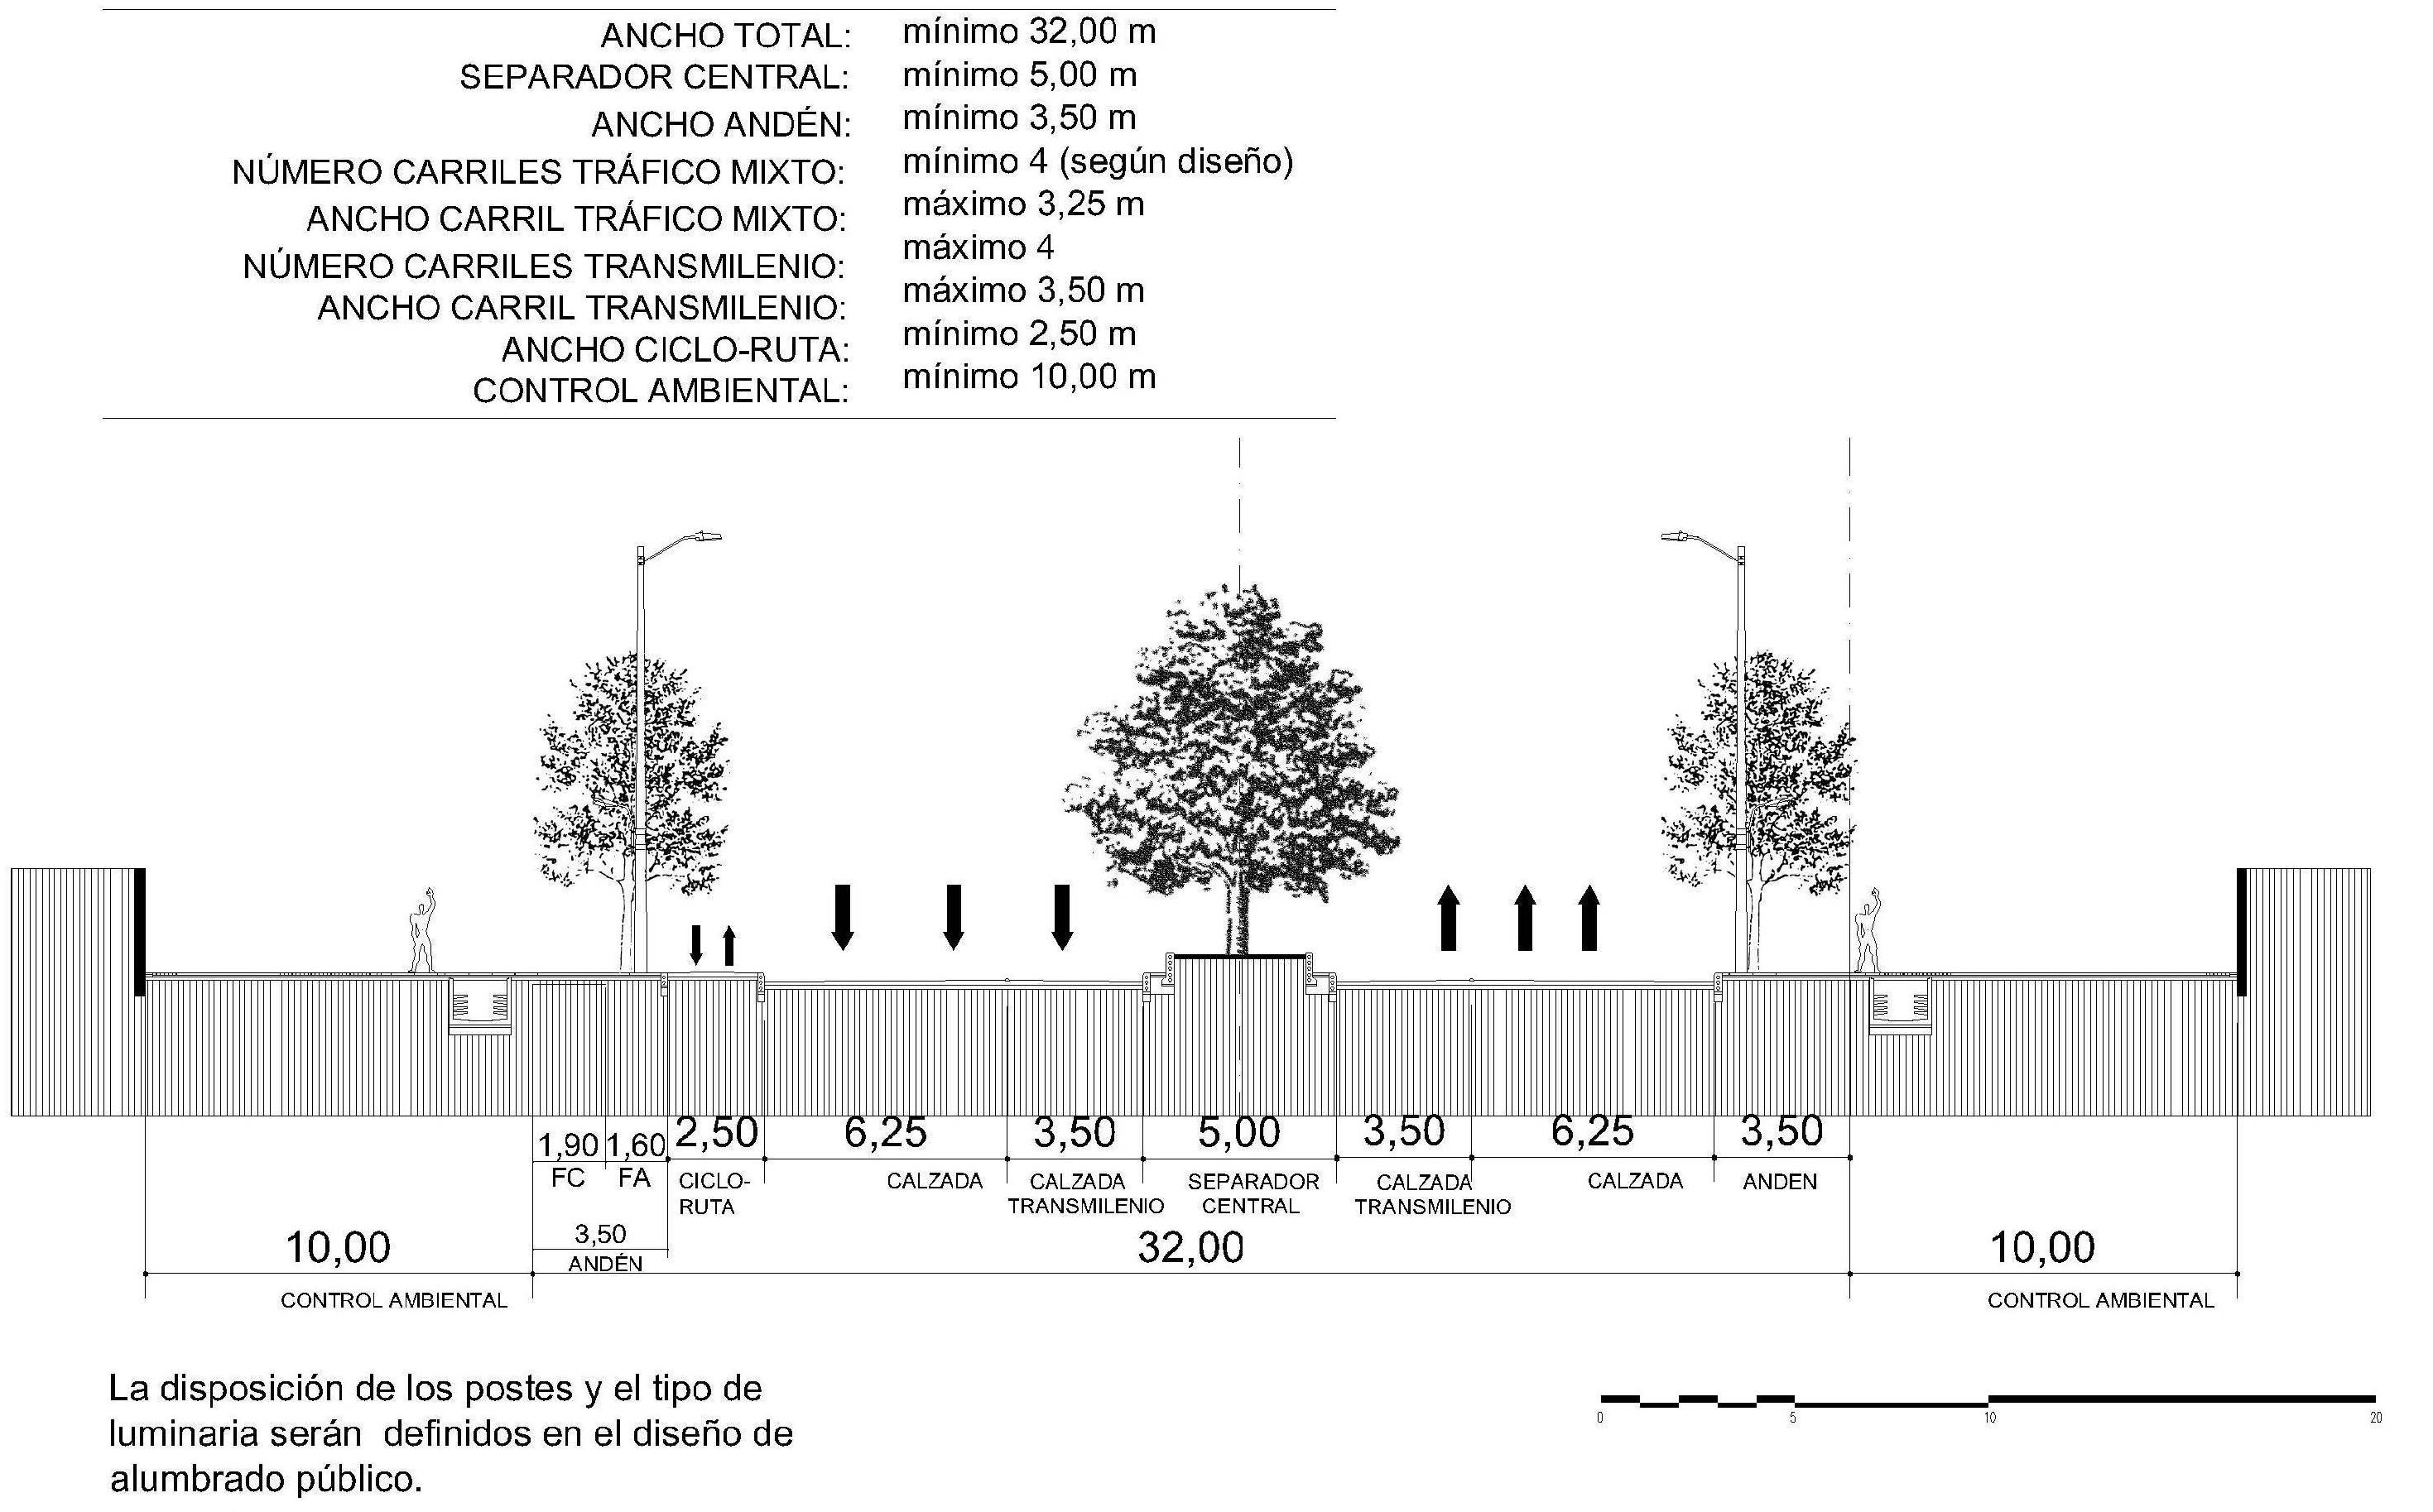 ANCHO TOTAL: mínimo 32,00 m
SEPARADOR CENTRAL: mínimo 5,00 m
ANCHO ANDÉN: mínimo 3,50 m
NÚMERO CARRILES TRÁFICO MIXTO: mínimo 4 (según diseño)
ANCHO CARRIL TRÁFICO MIXTO: máximo 3,25 m
NÚMERO CARRILES TRANSMILENIO: máximo 4
ANCHO CARRIL TRANSMILENIO: máximo 3,50 m
ANCHO CICLO-RUTA: mínimo 2,50 m
CONTROL AMBIENTAL: mínimo 10,00 m
1,90 1,60 2,50 6,25 3,50 5,00 3,50 6,25 3,50
FC FA CICLO- CALZADA CALZADA SEPARADOR CALZADA CALZADA ANDEN
RUTA TRANSMILENIO CENTRAL TRANSMILENIO
10,00 3,50 32,00 10,00
ANDÉN
CONTROL AMBIENTAL CONTROL AMBIENTAL
La disposición de los postes y el tipo de
luminaria serán definidos en el diseño de
alumbrado público.
0 5 10 20